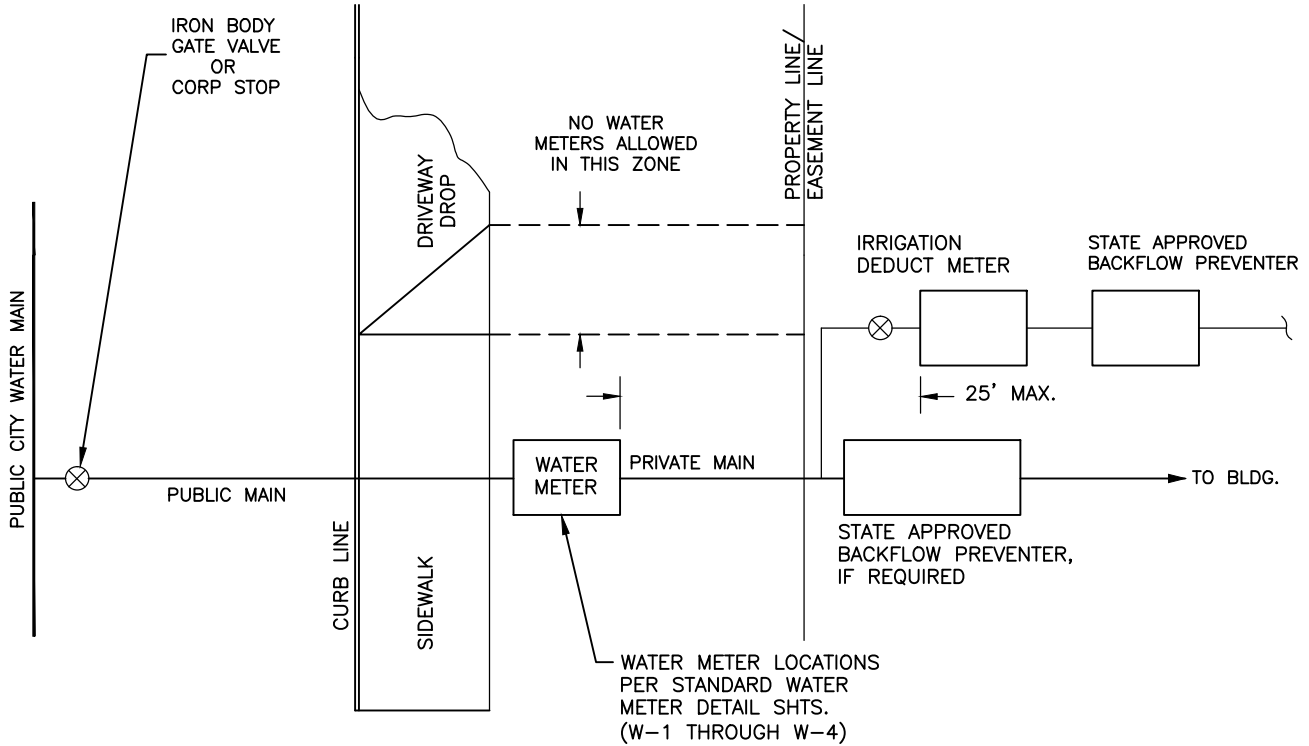 IRON BODY
GATE VALVE
OR
CORP STOP
PUBLIC CITY WATER MAIN
PUBLIC MAIN
CURB LINE
DRIVEWAY
DROP
SIDEWALK
NO WATER
METERS ALLOWED
IN THIS ZONE
PROPERTY LINE/
EASEMENT LINE
IRRIGATION
DEDUCT METER
STATE APPROVED
BACKFLOW PREVENTER
25' MAX.
WATER
METER
PRIVATE MAIN
TO BLDG.
STATE APPROVED
BACKFLOW PREVENTER,
IF REQUIRED
WATER METER LOCATIONS
PER STANDARD WATER
METER DETAIL SHTS.
(W-1 THROUGH W-4)